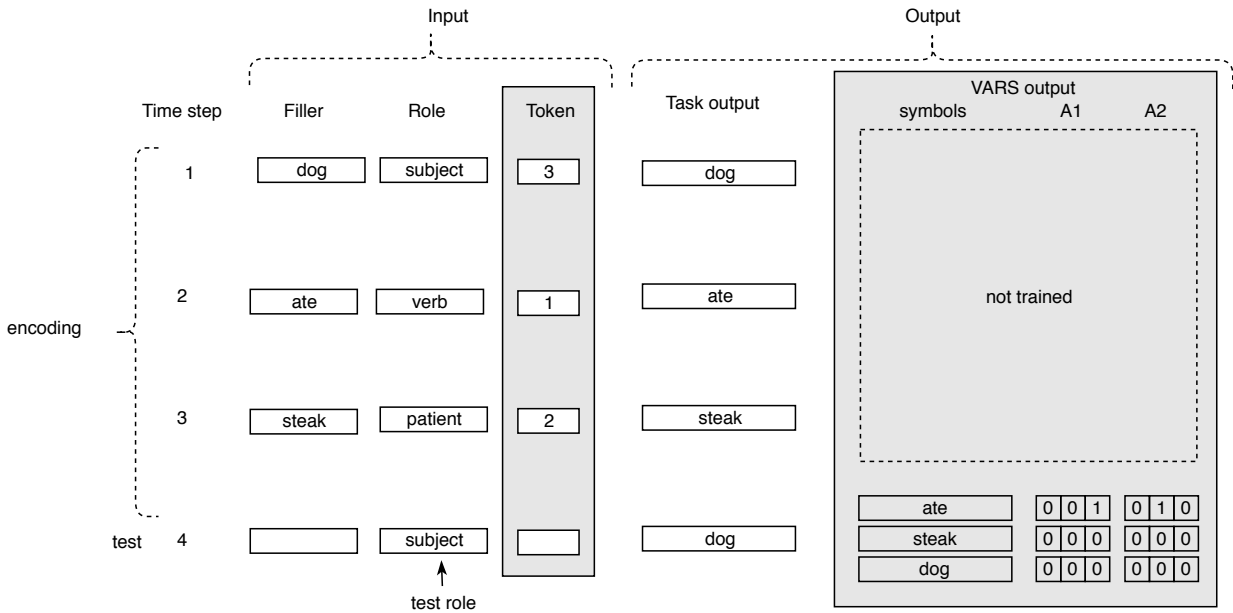 Input Output
VARS output
Time step Filler Role Token Task output symbols A1 A2
1 dog subject 3 dog
2 ate verb 1 ate not trained
encoding
3 steak patient 2 steak
ate 0 0 1 0 1 0
test 4 subject dog steak 0 0 0 0 0 0
dog 0 0 0 0 0 0
test role